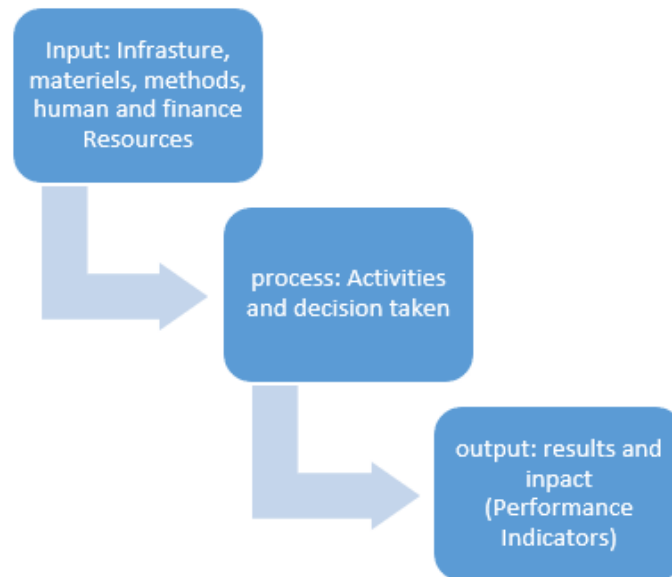 Input: Infrasture,
materiels, methods,
human and finance
Resources
process: Activities
and decision taken
output: results and
inpact
(Performance
Indicators)